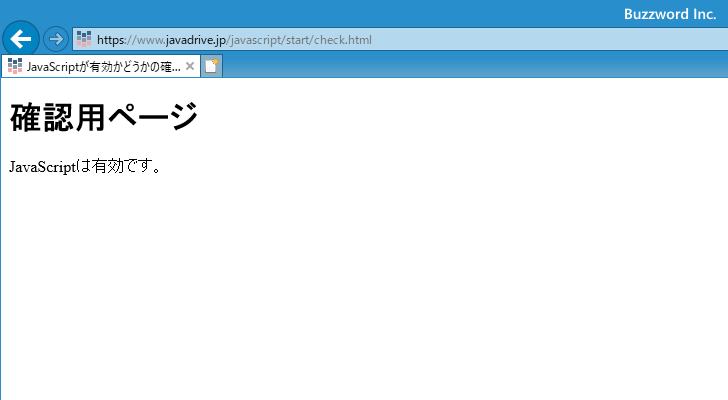 Buzzword Inc.
https://www.javadrive.jp/javascript/start/check.html
JavaScriptが有効かどうかの確...
確認用ページ
JavaScriptは有効です。